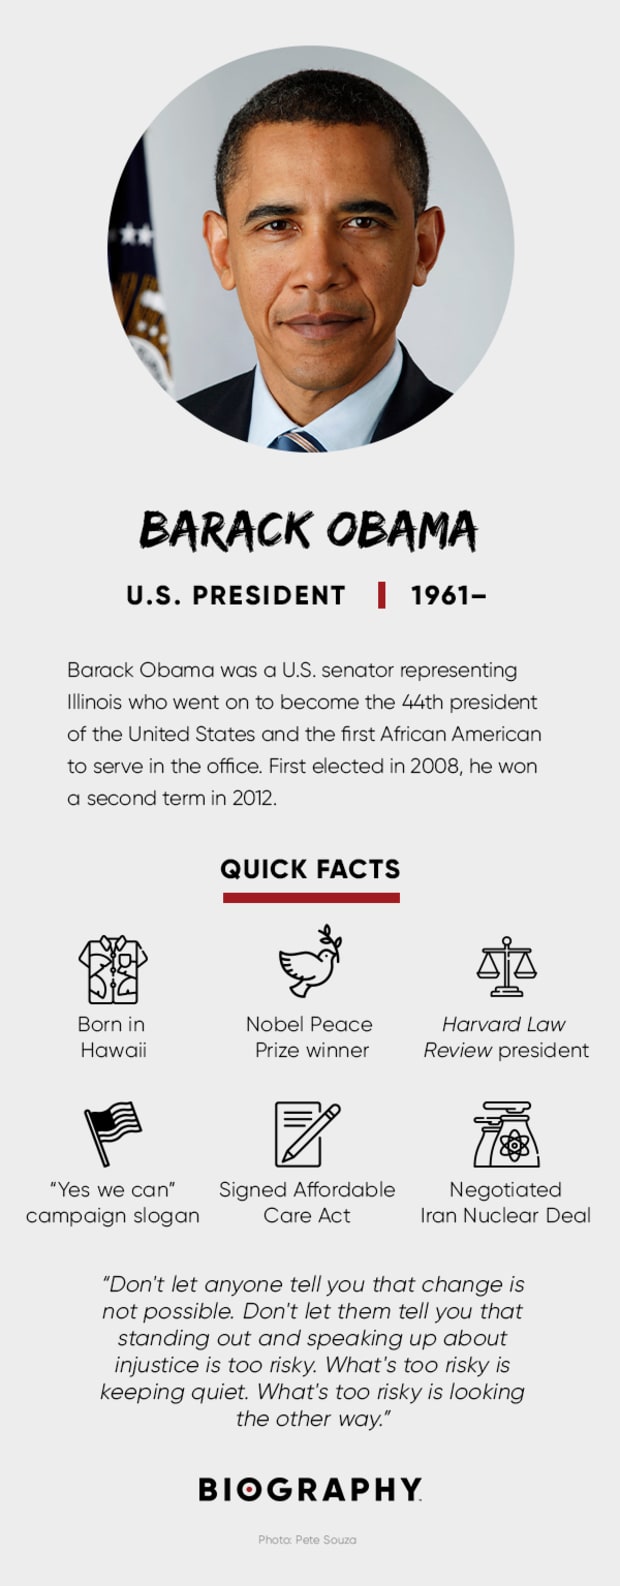 BARACK OBAMA
U.S. PRESIDENT | 1961–
Barack Obama was a U.S. senator representing
Illinois who went on to become the 44th president
of the United States and the first African American
to serve in the office. First elected in 2008, he won
a second term in 2012.
QUICK FACTS
Born in
Hawaii
Nobel Peace
Prize winner
Harvard Law
Review president
“Yes we can”
campaign slogan
Signed Affordable
Care Act
Negotiated
Iran Nuclear Deal
“Don't let anyone tell you that change is
not possible. Don't let them tell you that
standing out and speaking up about
injustice is too risky. What's too risky is
keeping quiet. What's too risky is looking
the other way.”
BIOGRAPHY.
Photo: Pete Souza